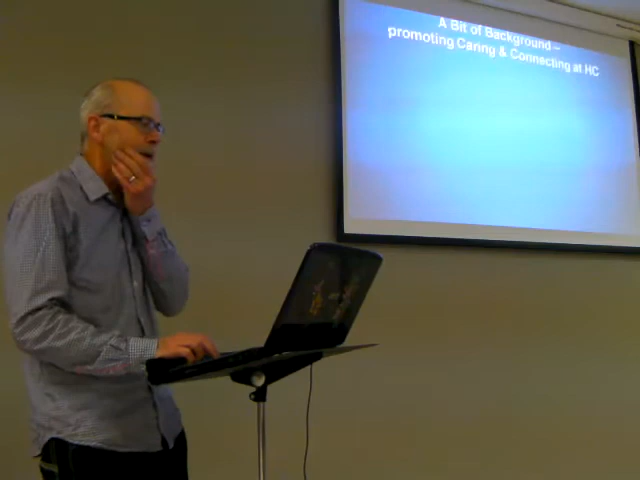 A Bit of Background –
promoting Caring & Connecting at HC